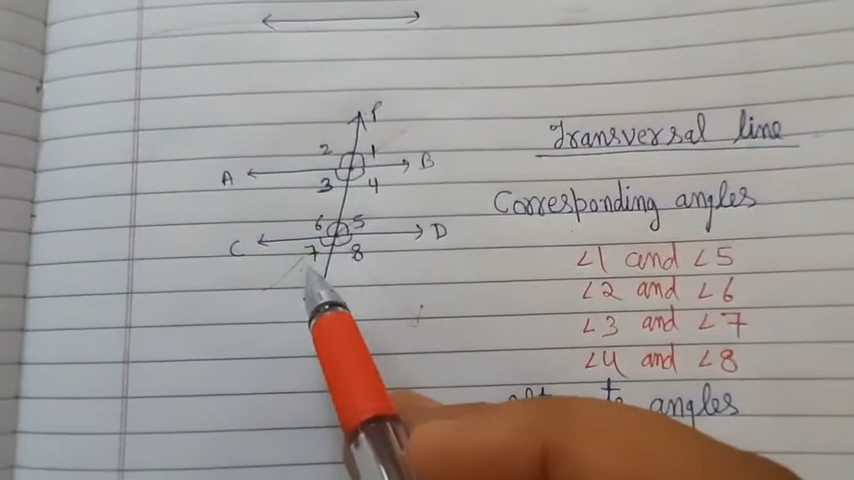 P
2 1
A B
3 4
6 5
C D
7 8
Transversal line
Corresponding angles
∠1 and ∠5
∠2 and ∠6
∠3 and ∠7
∠4 and ∠8
angles